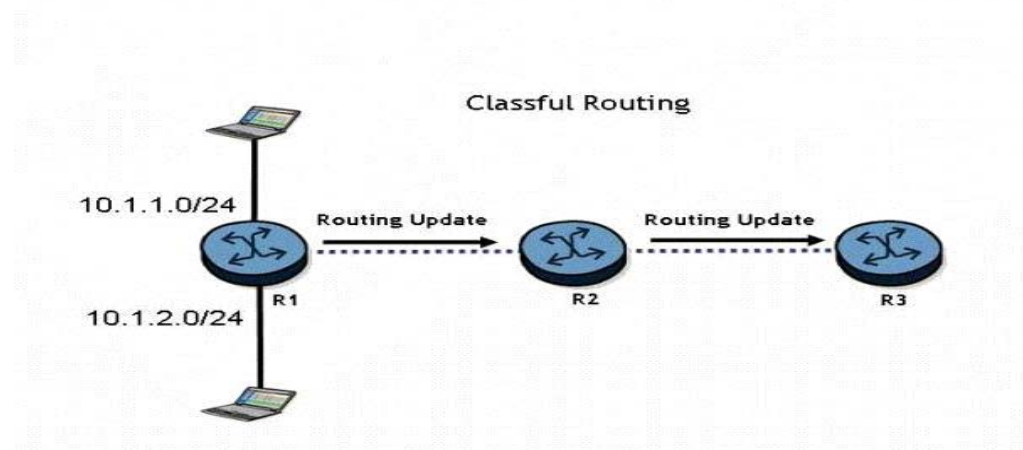 Classful Routing
10.1.1.0/24
Routing Update
Routing Update
R1
R2
R3
10.1.2.0/24